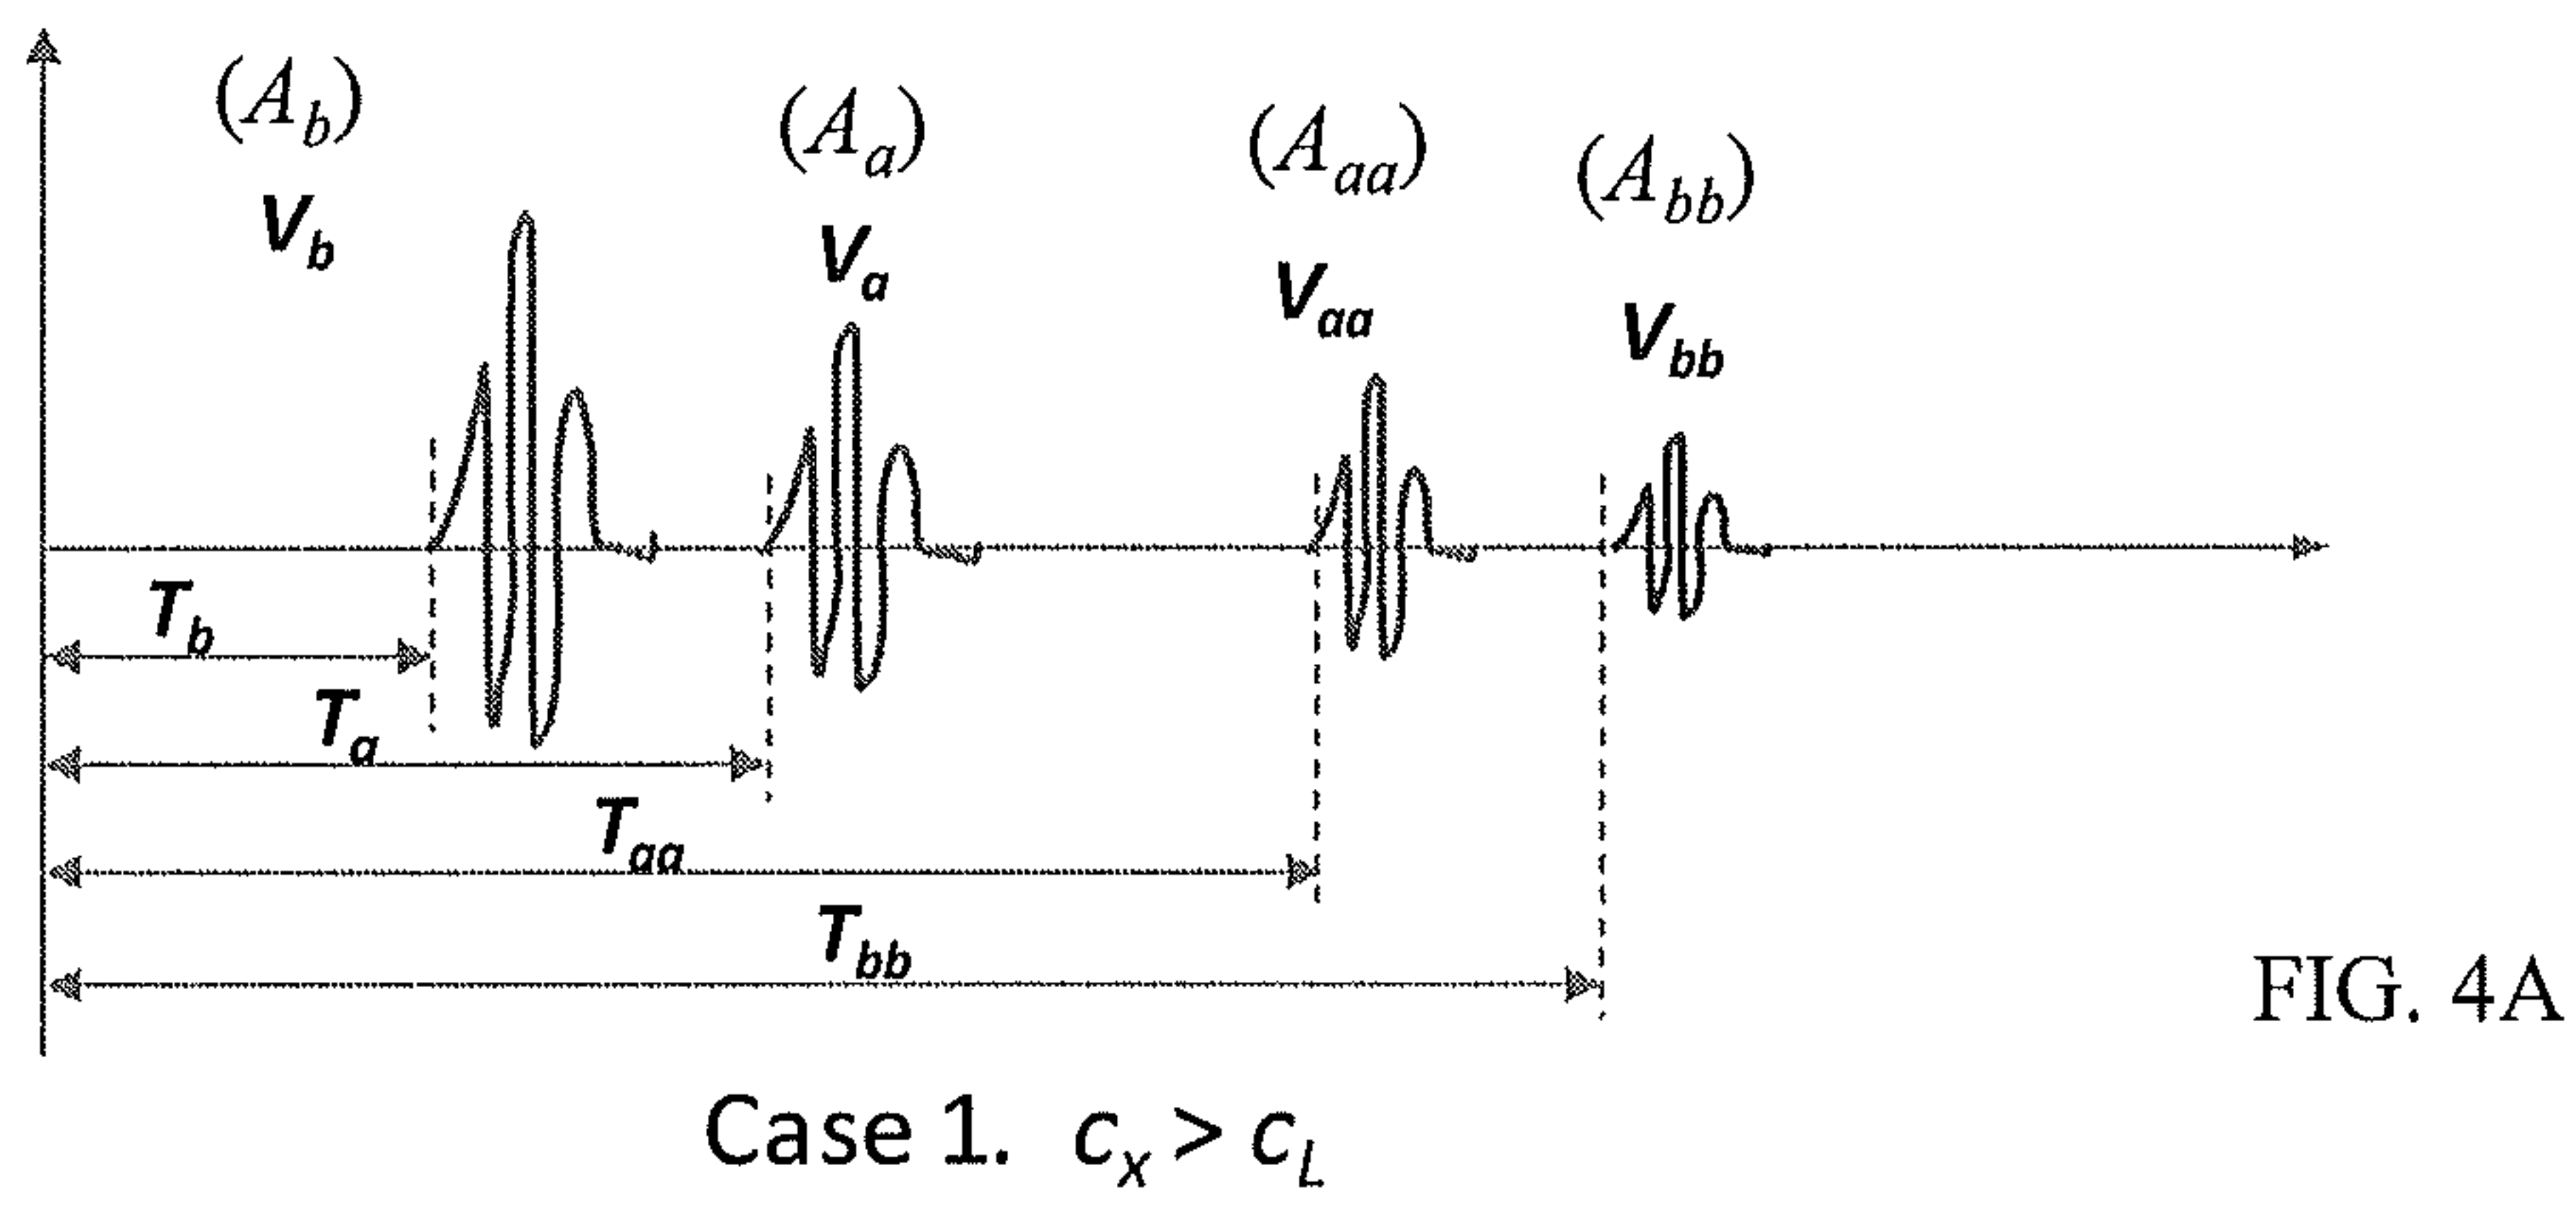 (A_b)
V_b
(A_a)
V_a
(A_aa)
V_aa
(A_bb)
V_bb
T_b
T_a
T_aa
T_bb
FIG. 4A
Case 1. c_x > c_L